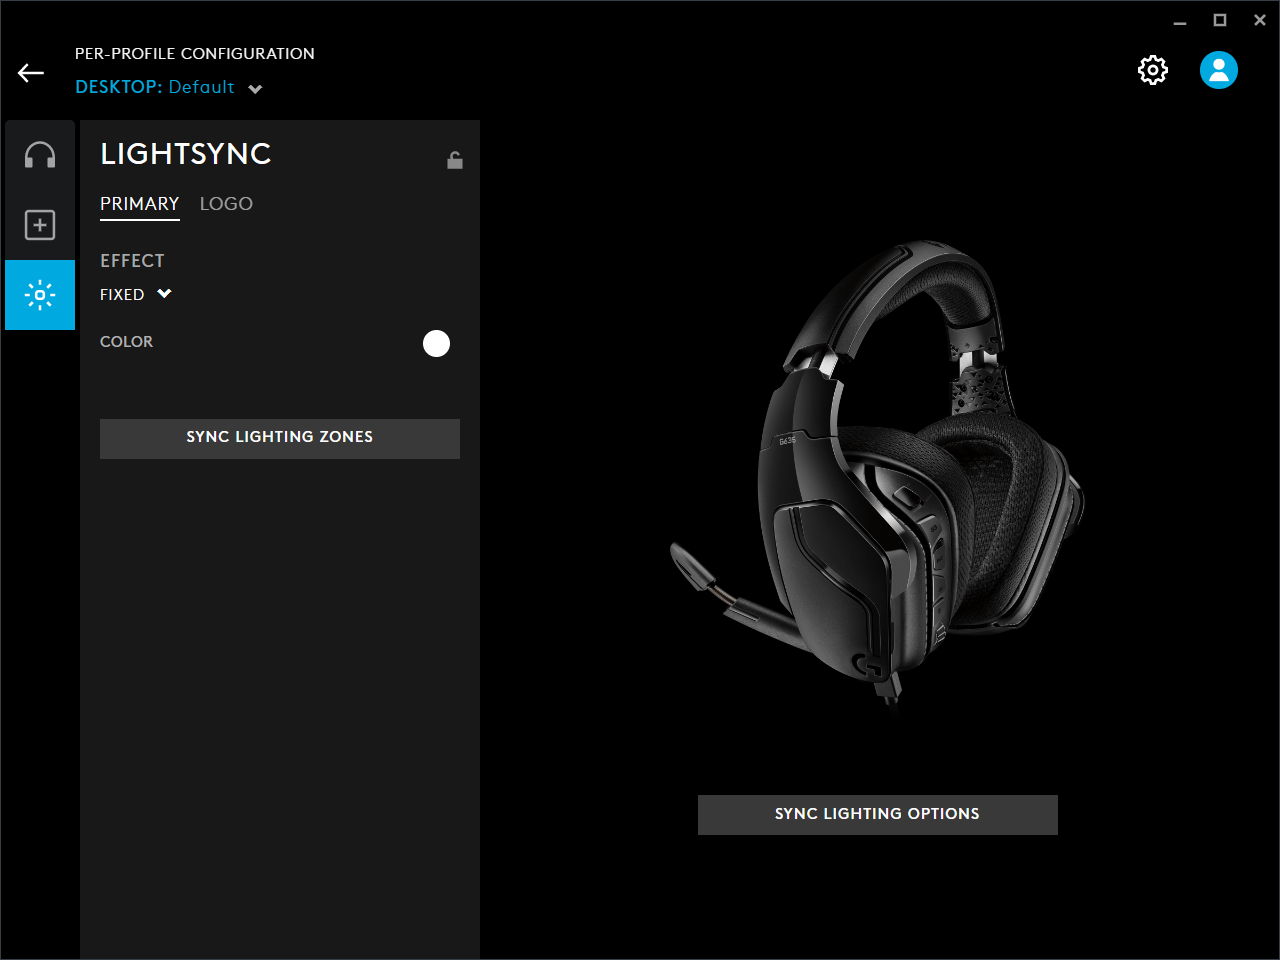 PER-PROFILE CONFIGURATION
DESKTOP: Default
LIGHTSYNC
PRIMARY LOGO
EFFECT
FIXED
COLOR
SYNC LIGHTING ZONES
G635
SYNC LIGHTING OPTIONS